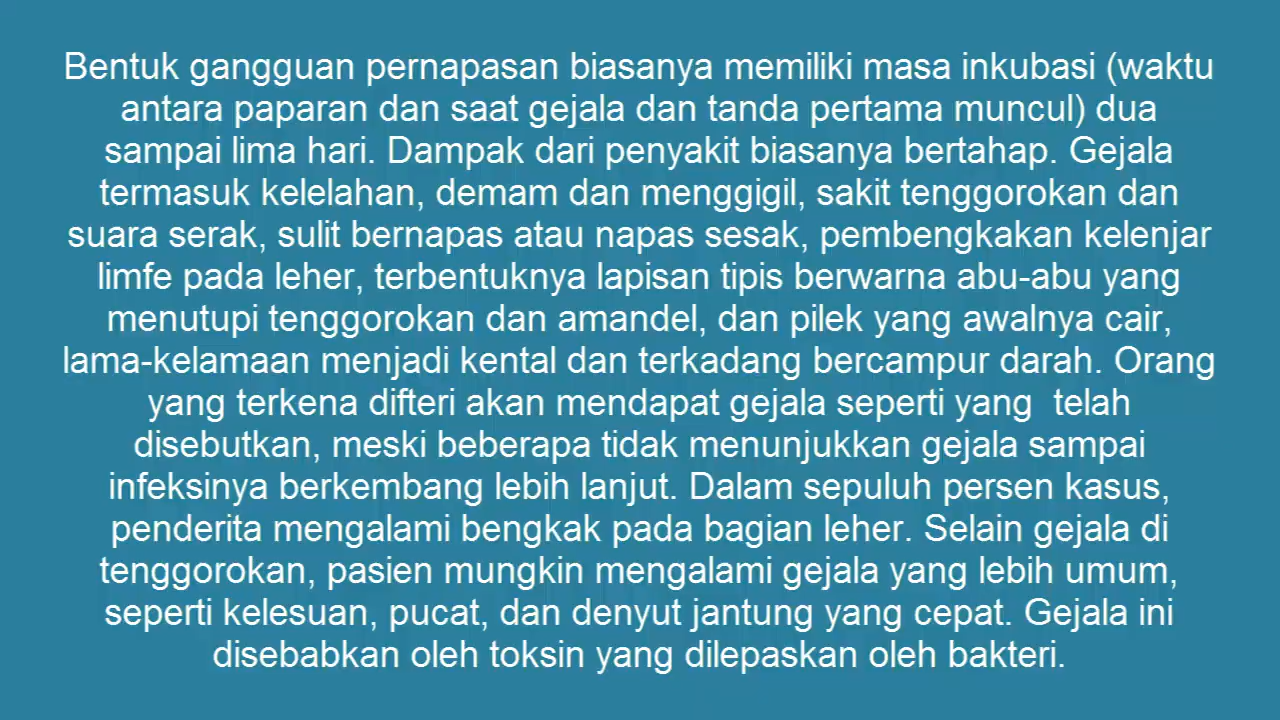 Bentuk gangguan pernapasan biasanya memiliki masa inkubasi (waktu
antara paparan dan saat gejala dan tanda pertama muncul) dua
sampai lima hari. Dampak dari penyakit biasanya bertahap. Gejala
termasuk kelelahan, demam dan menggigil, sakit tenggorokan dan
suara serak, sulit bernapas atau napas sesak, pembengkakan kelenjar
limfe pada leher, terbentuknya lapisan tipis berwarna abu-abu yang
menutupi tenggorokan dan amandel, dan pilek yang awalnya cair,
lama-kelamaan menjadi kental dan terkadang bercampur darah. Orang
yang terkena difteri akan mendapat gejala seperti yang  telah
disebutkan, meski beberapa tidak menunjukkan gejala sampai
infeksinya berkembang lebih lanjut. Dalam sepuluh persen kasus,
penderita mengalami bengkak pada bagian leher. Selain gejala di
tenggorokan, pasien mungkin mengalami gejala yang lebih umum,
seperti kelesuan, pucat, dan denyut jantung yang cepat. Gejala ini
disebabkan oleh toksin yang dilepaskan oleh bakteri.